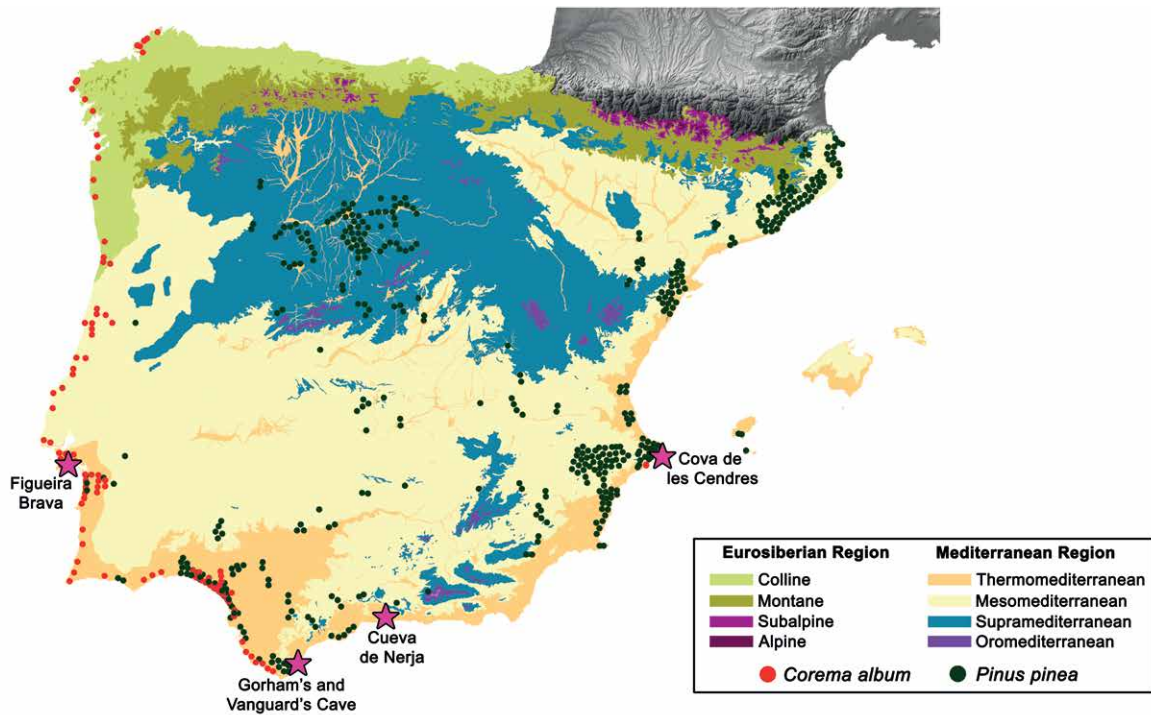 Figueira
Brava
Cova de
les Cendres
Cueva
de Nerja
Gorham's and
Vanguard's Cave
Eurosiberian Region
Colline
Montane
Subalpine
Alpine
Mediterranean Region
Thermomediterranean
Mesomediterranean
Supramediterranean
Oromediterranean
Corema album
Pinus pinea